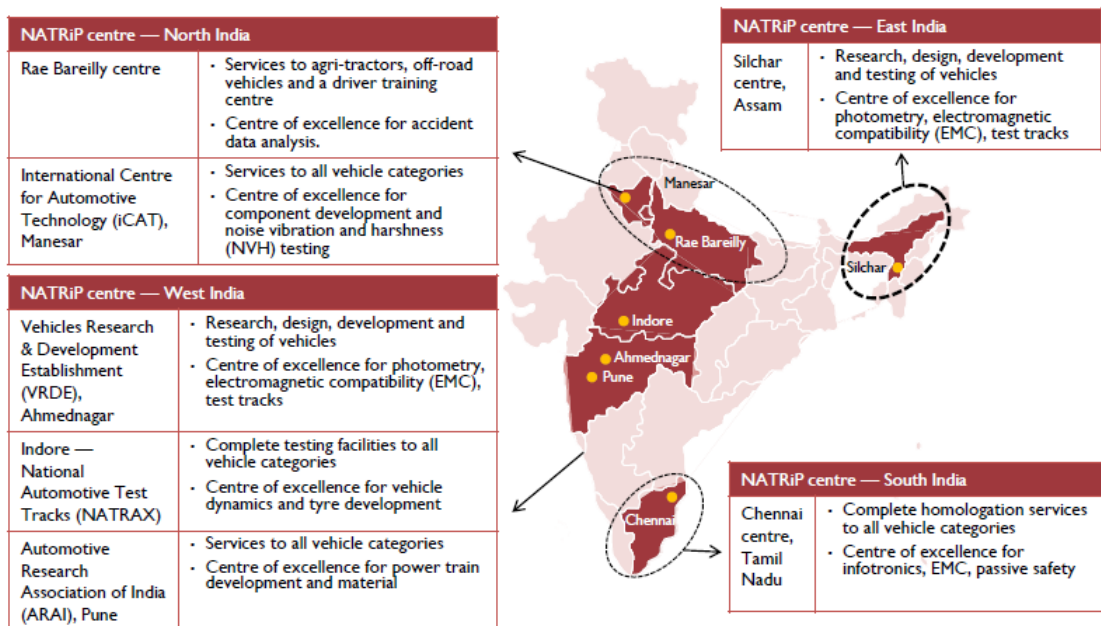 NATRiP centre — North India
Rae Bareilly centre
· Services to agri-tractors, off-road
vehicles and a driver training
centre
· Centre of excellence for accident
data analysis.
International Centre
for Automotive
Technology (iCAT),
Manesar
· Services to all vehicle categories
· Centre of excellence for
component development and
noise vibration and harshness
(NVH) testing
NATRiP centre — West India
Vehicles Research
& Development
Establishment
(VRDE),
Ahmednagar
· Research, design, development and
testing of vehicles
· Centre of excellence for photometry,
electromagnetic compatibility (EMC),
test tracks
Indore —
National
Automotive Test
Tracks (NATRAX)
· Complete testing facilities to all
vehicle categories
· Centre of excellence for vehicle
dynamics and tyre development
Automotive
Research
Association of India
(ARAI), Pune
· Services to all vehicle categories
· Centre of excellence for power train
development and material
Manesar
Rae Bareilly
Silchar
Indore
Ahmednagar
Pune
Chennai
NATRiP centre — East India
Silchar
centre,
Assam
· Research, design, development
and testing of vehicles
· Centre of excellence for
photometry, electromagnetic
compatibility (EMC), test tracks
NATRiP centre — South India
Chennai
centre,
Tamil
Nadu
· Complete homologation services
to all vehicle categories
· Centre of excellence for
infotronics, EMC, passive safety